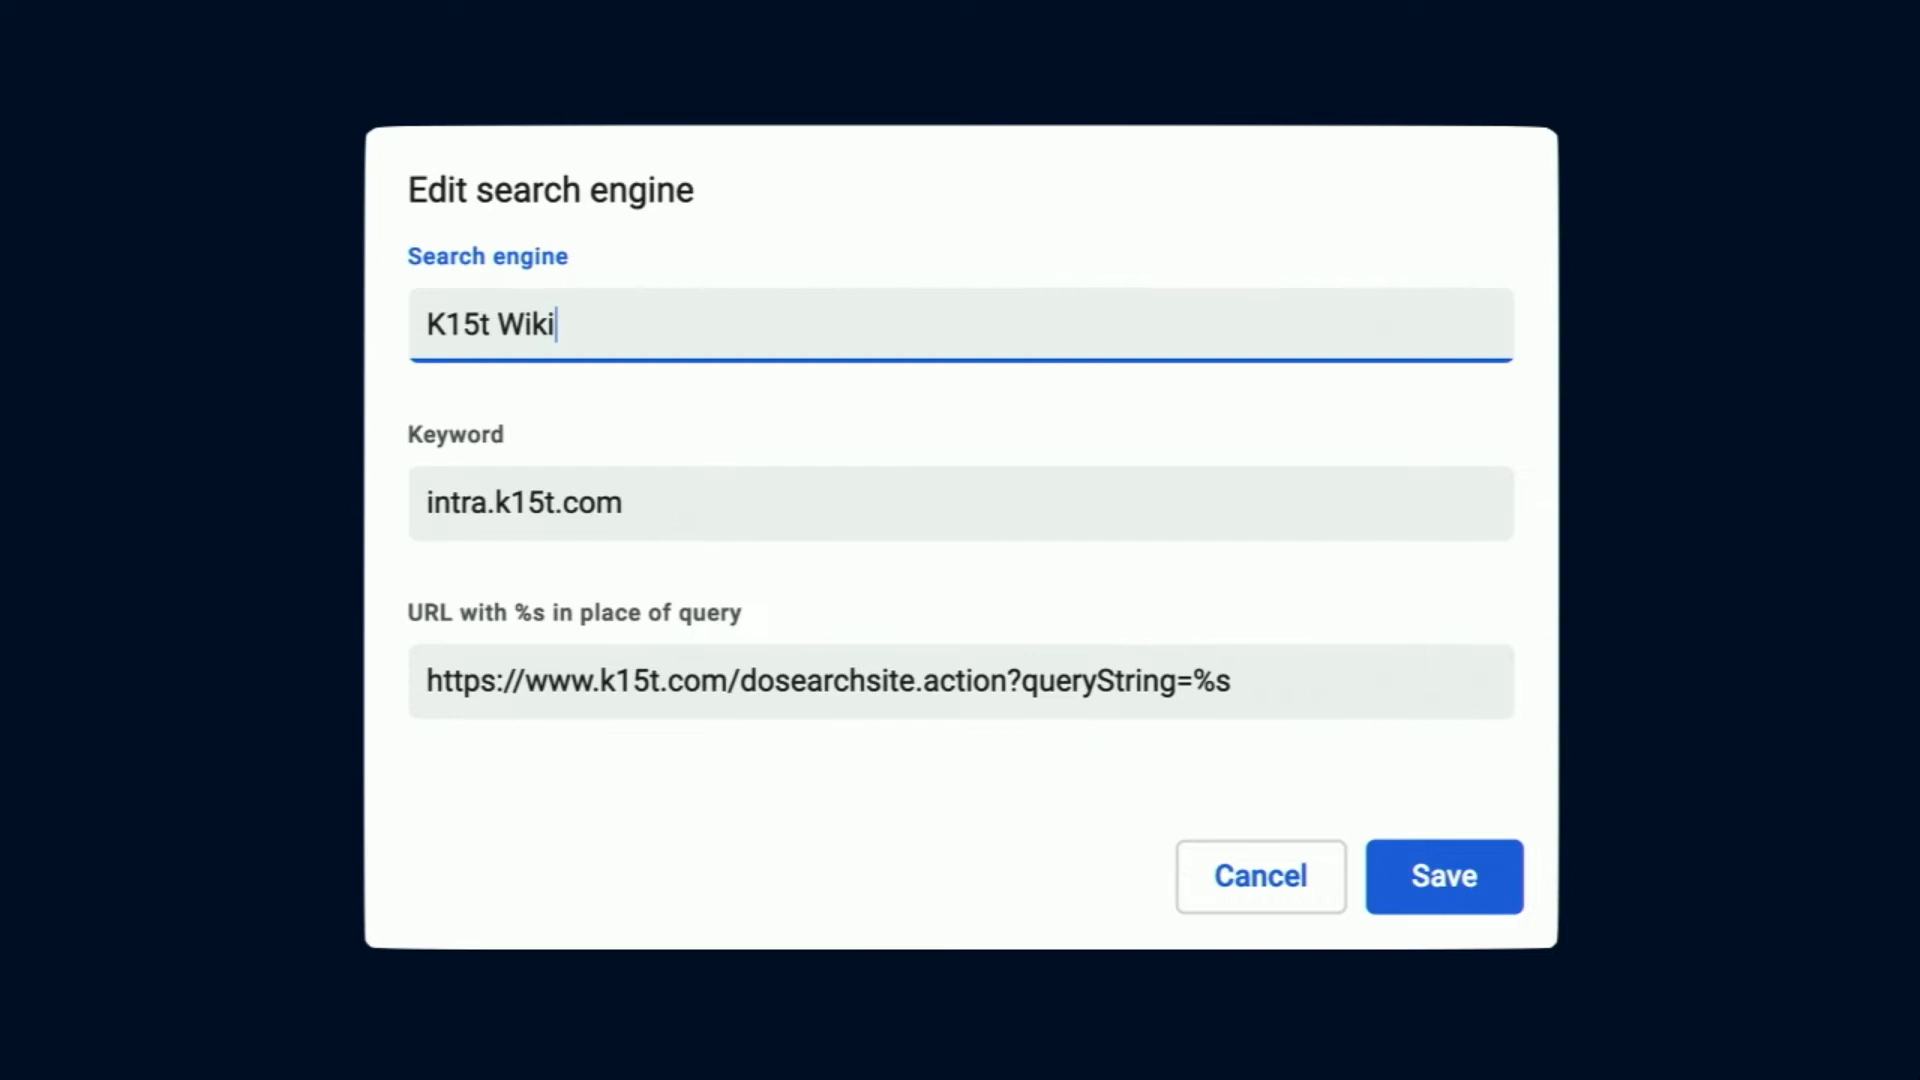 Edit search engine
Search engine
K15t Wiki
Keyword
intra.k15t.com
URL with %s in place of query
https://www.k15t.com/dosearchsite.action?queryString=%s
Cancel
Save